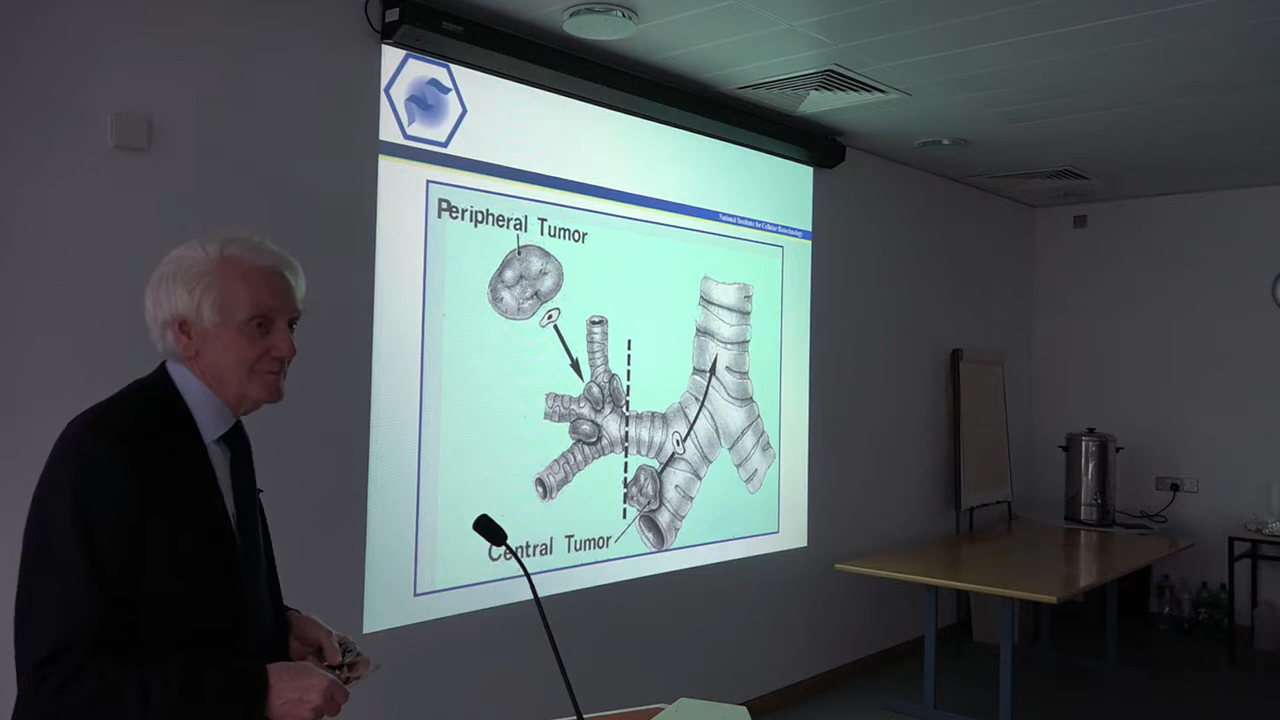 National Institute for Cellular Biotechnology
Peripheral Tumor
Central Tumor